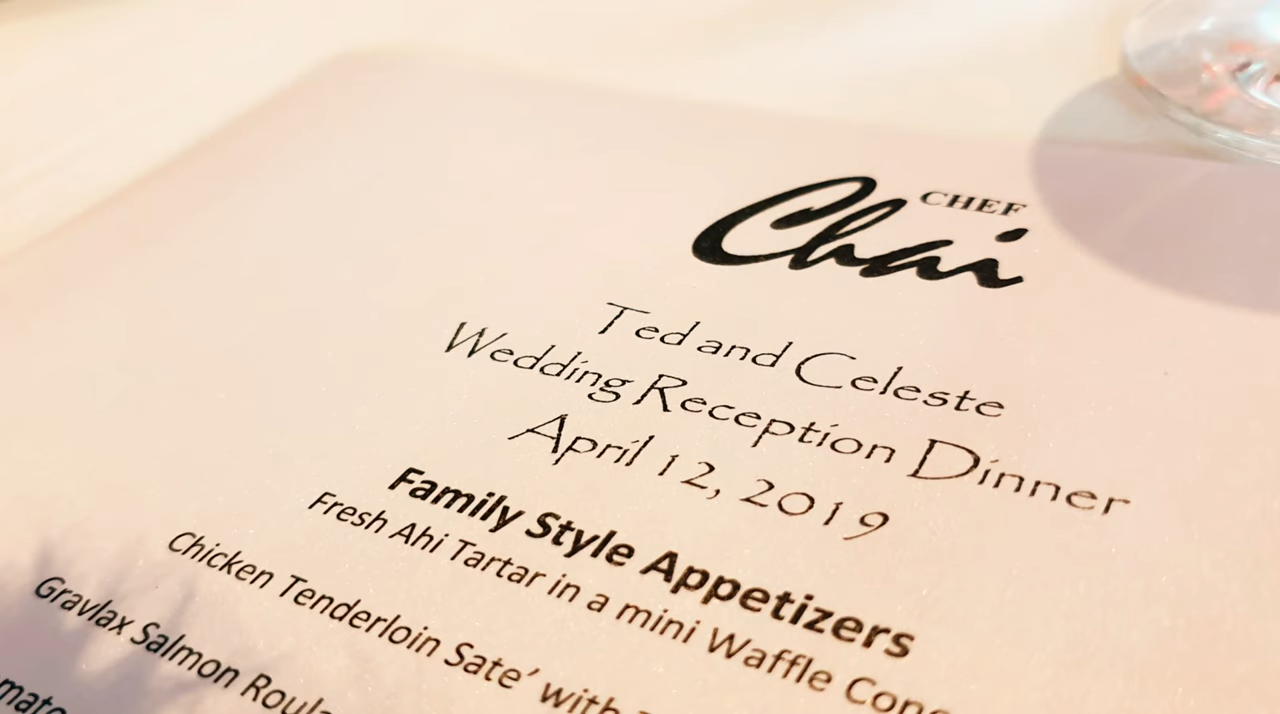 CHEF
Chai
Ted and Celeste
Wedding Reception Dinner
April 12, 2019
Family Style Appetizers
Fresh Ahi Tartar in a mini Waffle
Chicken Tenderloin Sate’ with
Gravlax Salmon